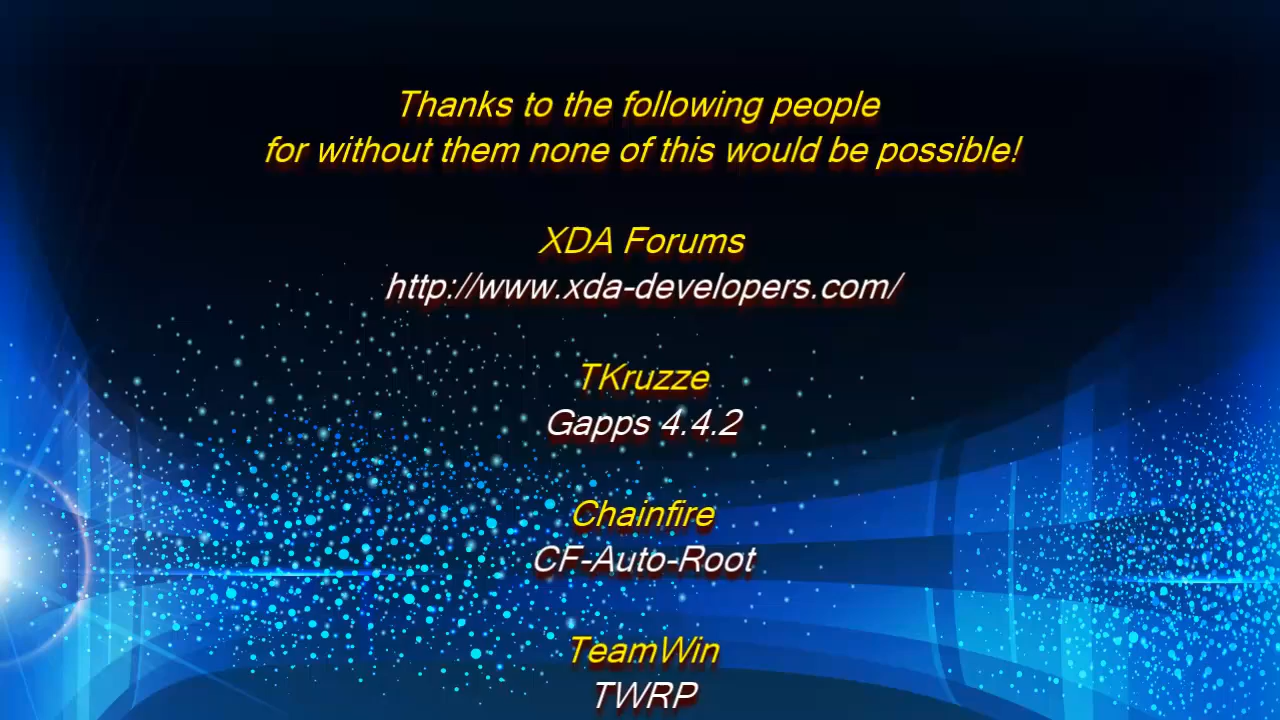 Thanks to the following people
for without them none of this would be possible!
XDA Forums
http://www.xda-developers.com/
TKruzze
Gapps 4.4.2
Chainfire
CF-Auto-Root
TeamWin
TWRP